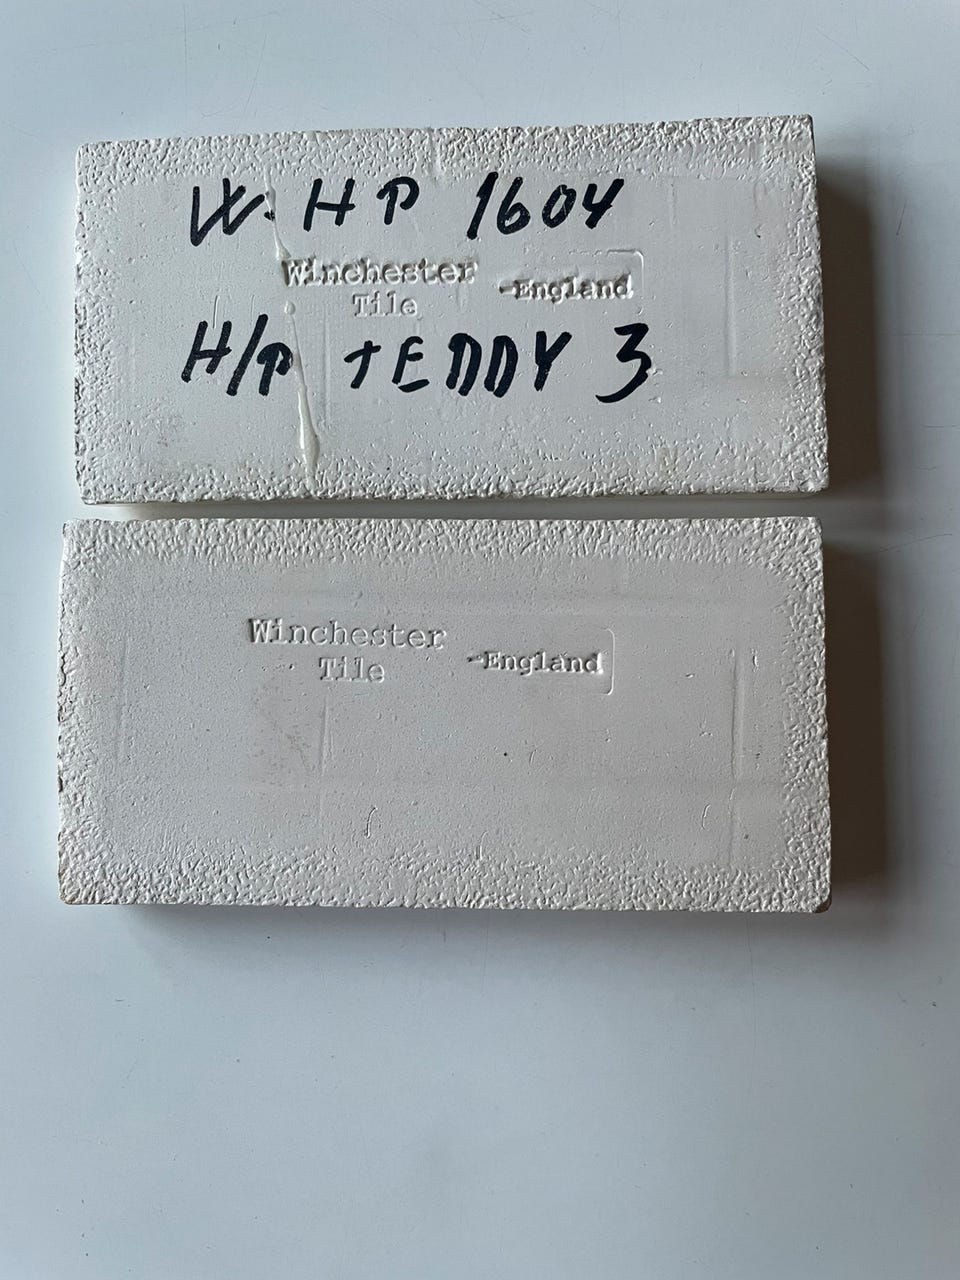 W. HP 1604
Winchester
Tile
-England
H/P TEDDY 3
Winchester
Tile
-England